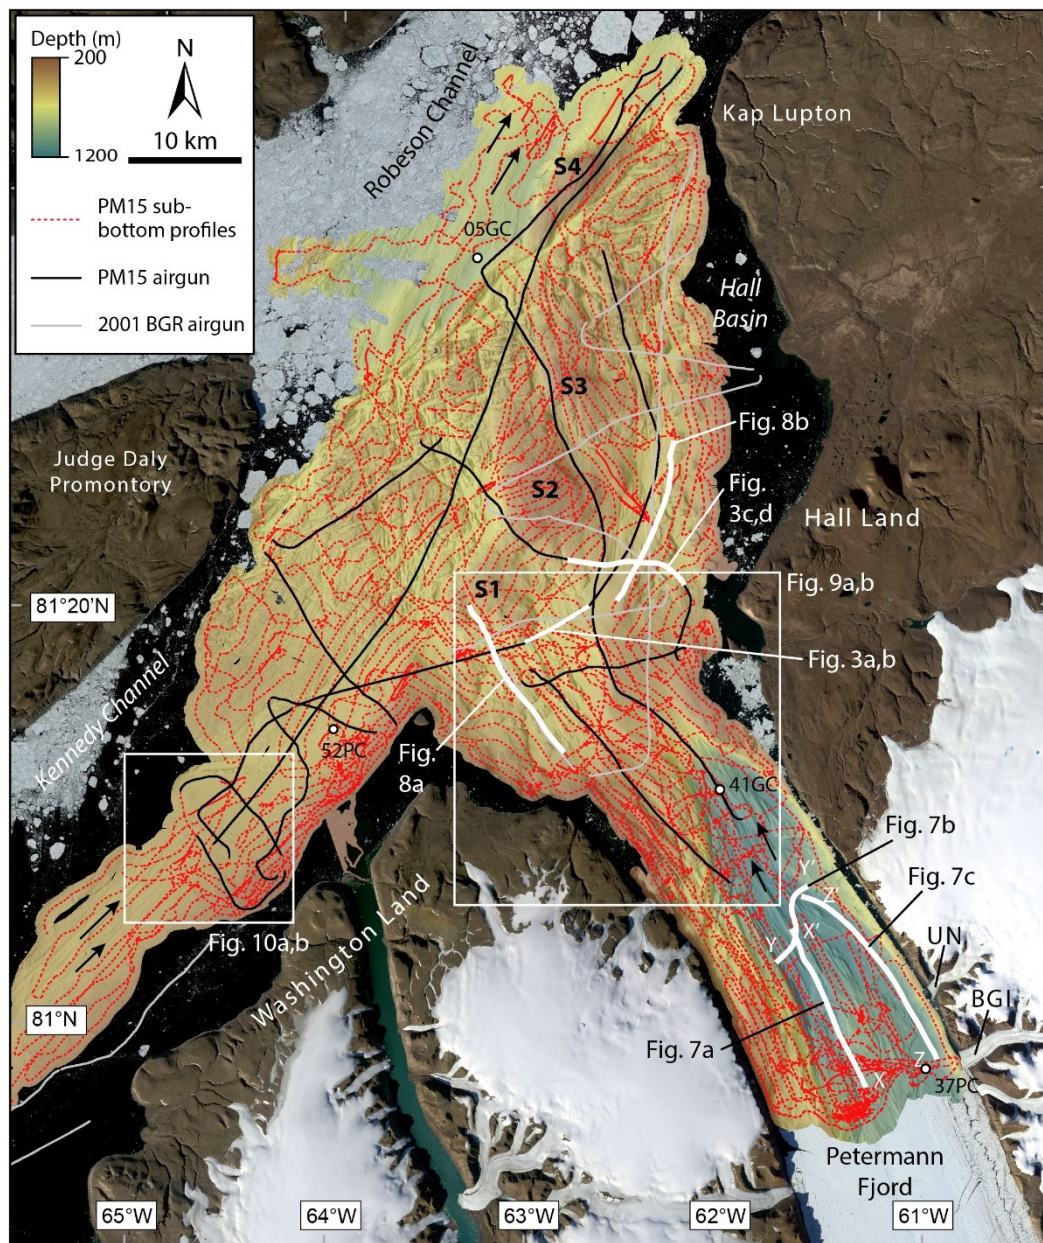 Depth (m)
200
1200
N
10 km
PM15 sub-
bottom profiles
PM15 airgun
2001 BGR airgun
Robeson Channel
Kap Lupton
S4
05GC
Hall
Basin
S3
Fig. 8b
Judge Daly
Promontory
S2
Fig.
3c,d
Hall Land
Fig. 9a,b
81°20'N
S1
Fig. 3a,b
Kennedy Channel
52PC
Fig.
8a
41GC
Fig. 7b
Y'
Z'
Fig. 7c
X'
Y
UN
Fig. 10a,b
Washington Land
BGI
81°N
Fig. 7a
Z
X
37PC
Petermann
Fjord
65°W
64°W
63°W
62°W
61°W